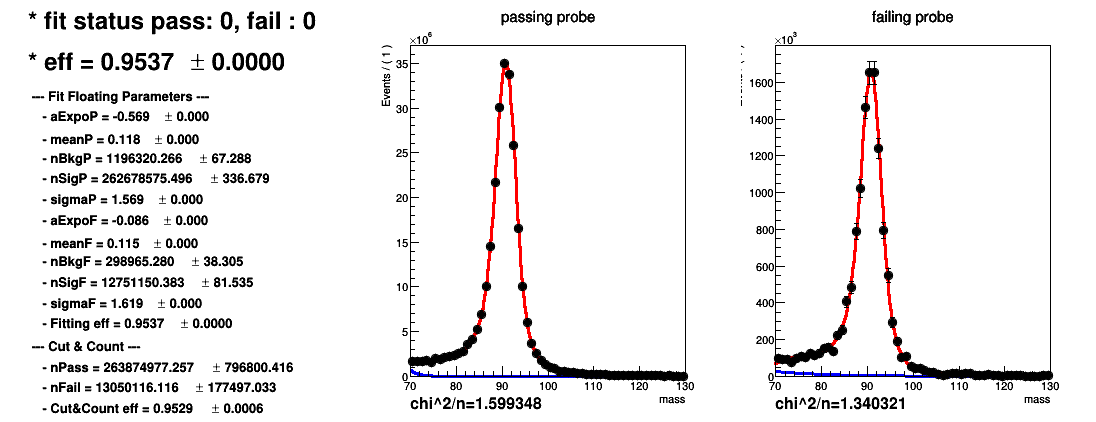 * fit status pass: 0, fail : 0
* eff = 0.9537 ± 0.0000
--- Fit Floating Parameters ---
- aExpoP = -0.569 ± 0.000
- meanP = 0.118 ± 0.000
- nBkgP = 1196320.266 ± 67.288
- nSigP = 262678575.496 ± 336.679
- sigmaP = 1.569 ± 0.000
- aExpoF = -0.086 ± 0.000
- meanF = 0.115 ± 0.000
- nBkgF = 298965.280 ± 38.305
- nSigF = 12751150.383 ± 81.535
- sigmaF = 1.619 ± 0.000
- Fitting eff = 0.9537 ± 0.0000
--- Cut & Count ---
- nPass = 263874977.257 ± 796800.416
- nFail = 13050116.116 ± 177497.033
- Cut&Count eff = 0.9529 ± 0.0006
passing probe
×10^6
Events / ( 1 )
35
30
25
20
15
10
5
0
70 80 90 100 110 120 130
mass
chi^2/n=1.599348
failing probe
×10^3
1600
1400
1200
1000
800
600
400
200
0
70 80 90 100 110 120 130
mass
chi^2/n=1.340321